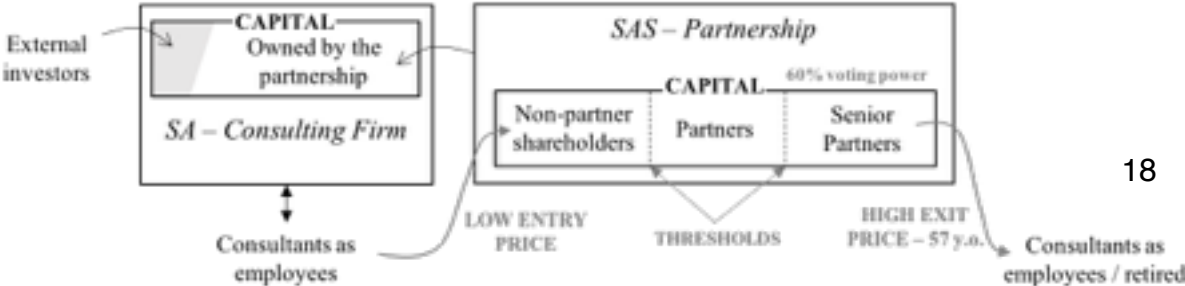 External
investors
CAPITAL
Owned by the
partnership
SA – Consulting Firm
Consultants as
employees
SAS – Partnership
60% voting power
CAPITAL
Non-partner
shareholders
Partners
Senior
Partners
LOW ENTRY
PRICE
THRESHOLDS
HIGH EXIT
PRICE – 57 y.o.
Consultants as
employees / retired
18